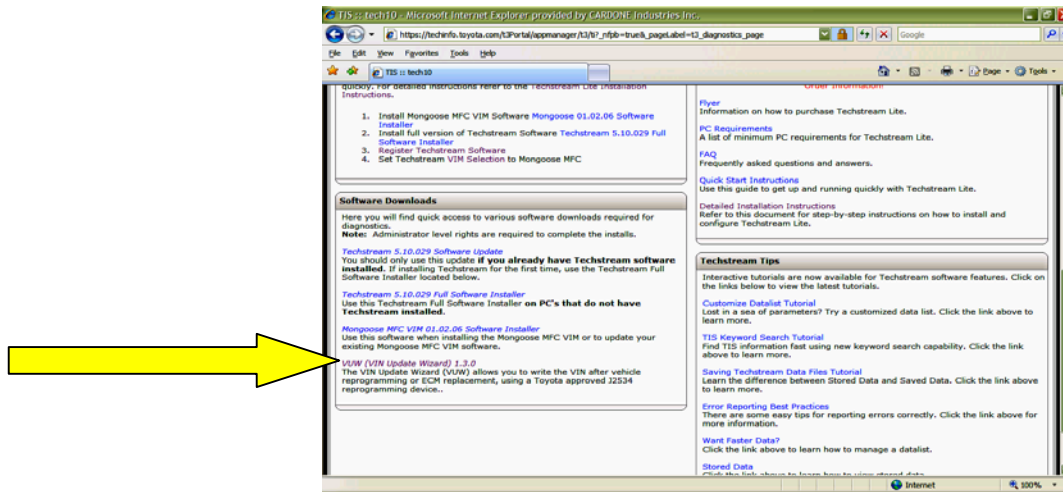 TIS :: tech10 - Microsoft Internet Explorer provided by CARDONE Industries Inc.
https://techinfo.toyota.com/t3Portal/appmanager/t3/ti?_nfpb=true&_pageLabel=t3_diagnostics_page
Google
File Edit View Favorites Tools Help
TIS :: tech10
Page Tools
quickly. For detailed instructions refer to the Techstream Lite Installation
Instructions.
1. Install Mongoose MFC VIM Software Mongoose 01.02.06 Software
Installer
2. Install full version of Techstream Software Techstream 5.10.029 Full
Software Installer
3. Register Techstream Software
4. Set Techstream VIM Selection to Mongoose MFC
Software Downloads
Here you will find quick access to various software downloads required for
diagnostics.
Note: Administrator level rights are required to complete the installs.
Techstream 5.10.029 Software Update
You should only use this update if you already have Techstream software
installed. If installing Techstream for the first time, use the Techstream Full
Software Installer located below.
Techstream 5.10.029 Full Software Installer
Use this Techstream Full Software Installer on PC's that do not have
Techstream installed.
Mongoose MFC VIM 01.02.06 Software Installer
Use this software when installing the Mongoose MFC VIM or to update your
existing Mongoose MFC VIM software.
VUW (VIN Update Wizard) 1.3.0
The VIN Update Wizard (VUW) allows you to write the VIN after vehicle
reprogramming or ECM replacement, using a Toyota approved J2534
reprogramming device..
Order Information!
Flyer
Information on how to purchase Techstream Lite.
PC Requirements
A list of minimum PC requirements for Techstream Lite.
FAQ
Frequently asked questions and answers.
Quick Start Instructions
Use this guide to get up and running quickly with Techstream Lite.
Detailed Installation Instructions
Refer to this document for step-by-step instructions on how to install and
configure Techstream Lite.
Techstream Tips
Interactive tutorials are now available for Techstream software features. Click on
the links below to view the latest tutorials.
Customize Datalist Tutorial
Lost in a sea of parameters? Try a customized data list. Click the link above to
learn more.
TIS Keyword Search Tutorial
Find TIS information fast using new keyword search capability. Click the link
above to learn more.
Saving Techstream Data Files Tutorial
Learn the difference between Stored Data and Saved Data. Click the link above
to learn more.
Error Reporting Best Practices
There are some easy tips for reporting errors correctly. Click the link above for
more information.
Want Faster Data?
Click the link above to learn how to manage a datalist.
Stored Data
Click the link above to learn how to view stored data.
Internet
100%